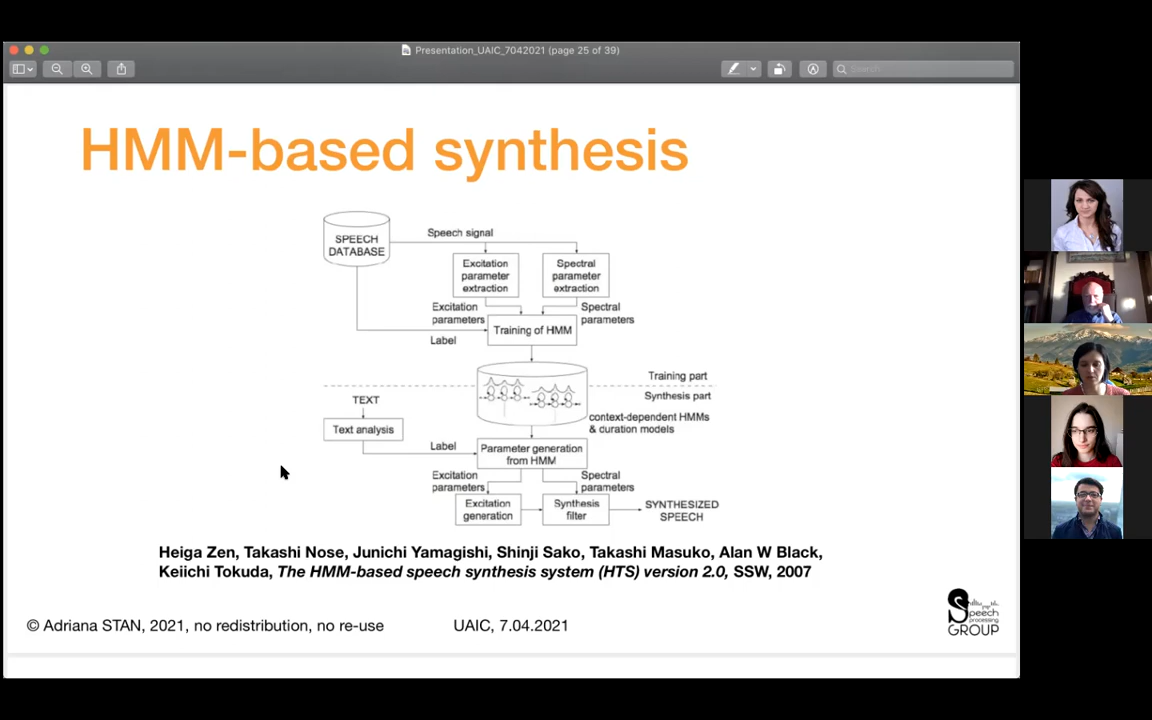 Presentation_UAIC_7042021 (page 25 of 39)
Search
HMM-based synthesis
SPEECH
DATABASE
Speech signal
Excitation
parameter
extraction
Spectral
parameter
extraction
Excitation
parameters
Spectral
parameters
Training of HMM
Label
Training part
Synthesis part
context-dependent HMMs
& duration models
TEXT
Text analysis
Label
Parameter generation
from HMM
Excitation
parameters
Spectral
parameters
Excitation
generation
Synthesis
filter
SYNTHESIZED
SPEECH
Heiga Zen, Takashi Nose, Junichi Yamagishi, Shinji Sako, Takashi Masuko, Alan W Black,
Keiichi Tokuda, The HMM-based speech synthesis system (HTS) version 2.0, SSW, 2007
© Adriana STAN, 2021, no redistribution, no re-use
UAIC, 7.04.2021
Speech
processing
GROUP